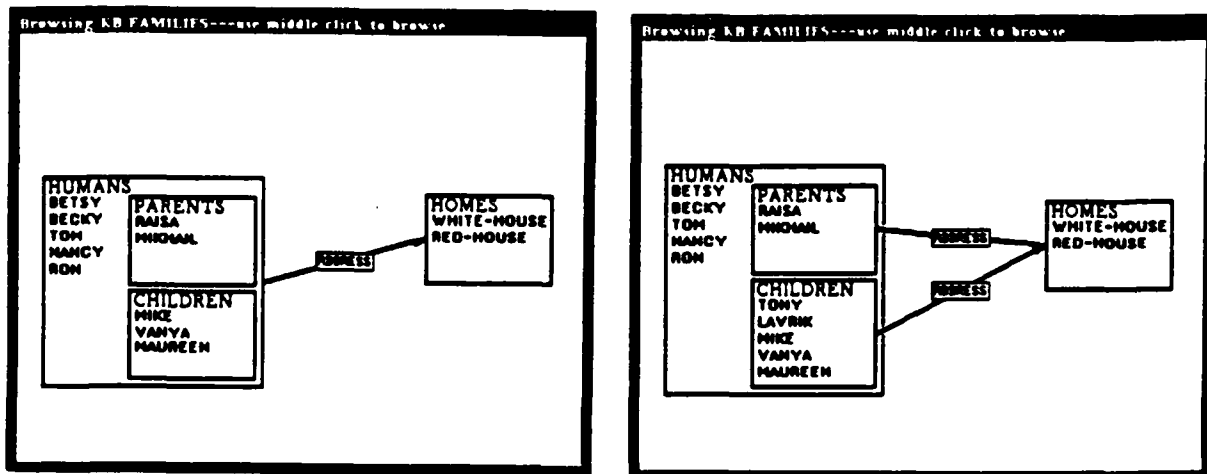 Browsing KB FAMILIES---use middle click to browse
HUMANS
BETSY
BECKY
TOM
NANCY
RON
PARENTS
RAISA
MIKHAIL
CHILDREN
MIKE
VANYA
MAUREEN
ADDRESS
HOMES
WHITE-HOUSE
RED-HOUSE
Browsing KB FAMILIES---use middle click to browse
HUMANS
BETSY
BECKY
TOM
NANCY
RON
PARENTS
RAISA
MIKHAIL
CHILDREN
TONY
LAVRIK
MIKE
VANYA
MAUREEN
ADDRESS
ADDRESS
HOMES
WHITE-HOUSE
RED-HOUSE